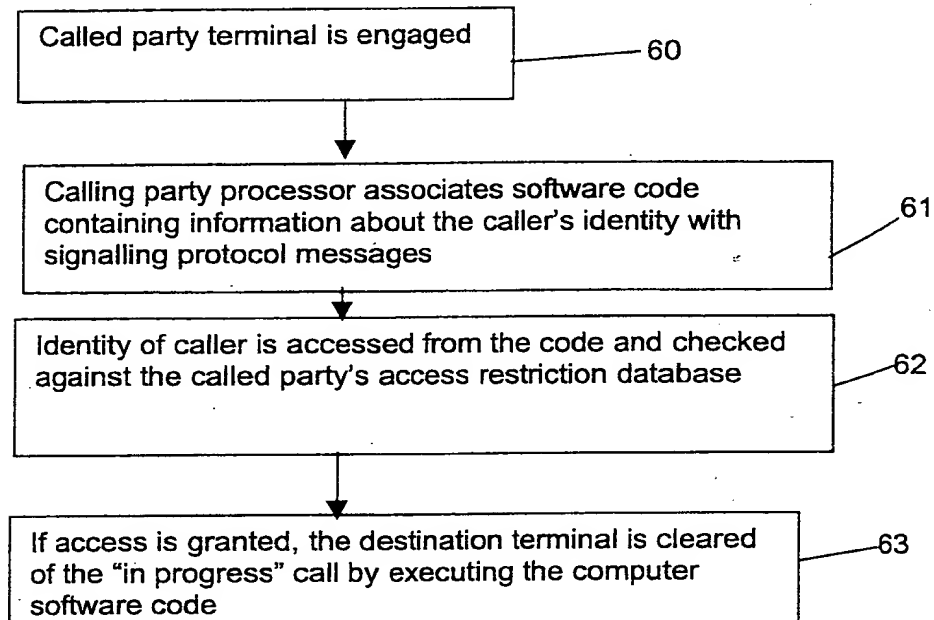 Called party terminal is engaged
60
Calling party processor associates software code
containing information about the caller's identity with
signalling protocol messages
61
Identity of caller is accessed from the code and checked
against the called party's access restriction database
62
If access is granted, the destination terminal is cleared
of the “in progress” call by executing the computer
software code
63